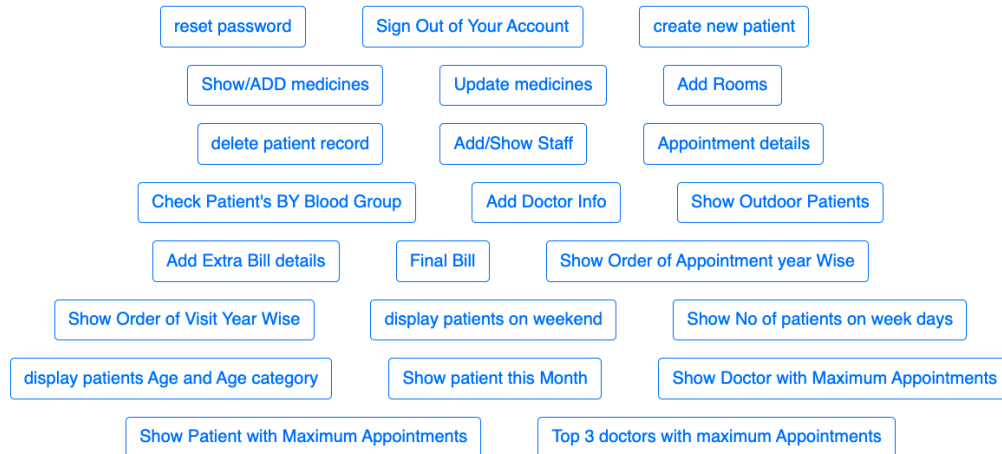 reset password Sign Out of Your Account create new patient
Show/ADD medicines Update medicines Add Rooms
delete patient record Add/Show Staff Appointment details
Check Patient's BY Blood Group Add Doctor Info Show Outdoor Patients
Add Extra Bill details Final Bill Show Order of Appointment year Wise
Show Order of Visit Year Wise display patients on weekend Show No of patients on week days
display patients Age and Age category Show patient this Month Show Doctor with Maximum Appointments
Show Patient with Maximum Appointments Top 3 doctors with maximum Appointments